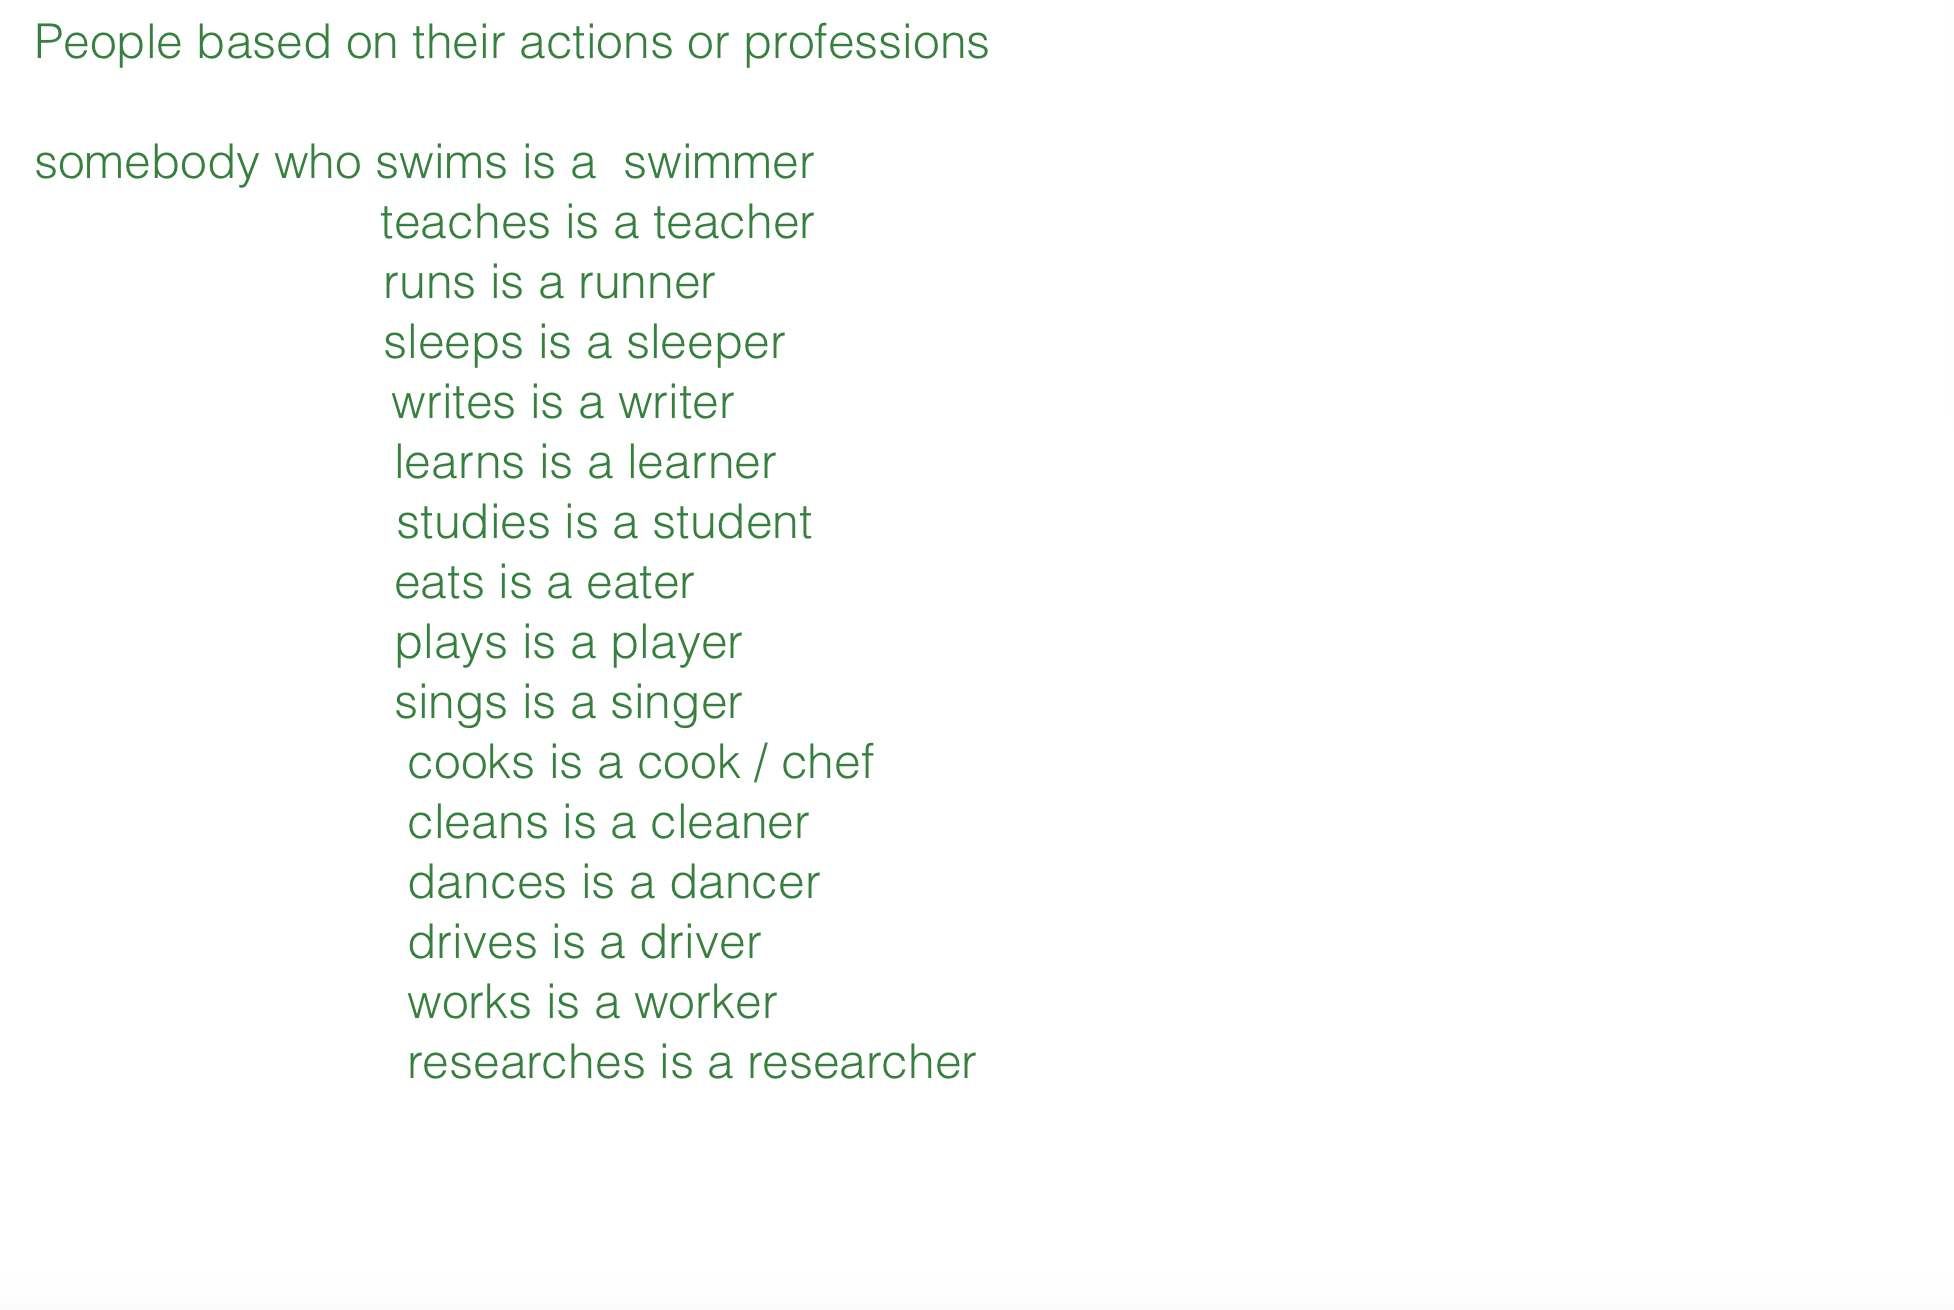 People based on their actions or professions
somebody who swims is a  swimmer
teaches is a teacher
runs is a runner
sleeps is a sleeper
writes is a writer
learns is a learner
studies is a student
eats is a eater
plays is a player
sings is a singer
cooks is a cook / chef
cleans is a cleaner
dances is a dancer
drives is a driver
works is a worker
researches is a researcher